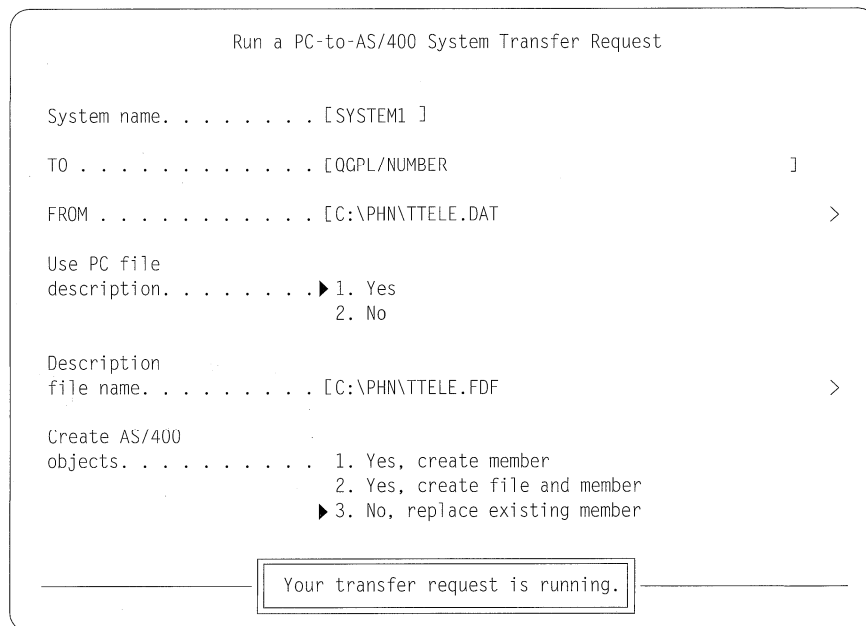 Run a PC-to-AS/400 System Transfer Request
System name. . . . . . . . [SYSTEM1 ]
TO . . . . . . . . . . . . [QGPL/NUMBER ]
FROM . . . . . . . . . . . [C:\PHN\TTELE.DAT >
Use PC file
description. . . . . . . . ▶ 1. Yes
2. No
Description
file name. . . . . . . . . [C:\PHN\TTELE.FDF >
Create AS/400
objects. . . . . . . . . . 1. Yes, create member
2. Yes, create file and member
▶ 3. No, replace existing member
Your transfer request is running.